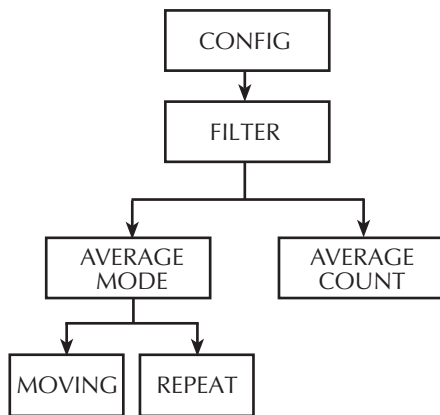 CONFIG
FILTER
AVERAGE
MODE
AVERAGE
COUNT
MOVING
REPEAT